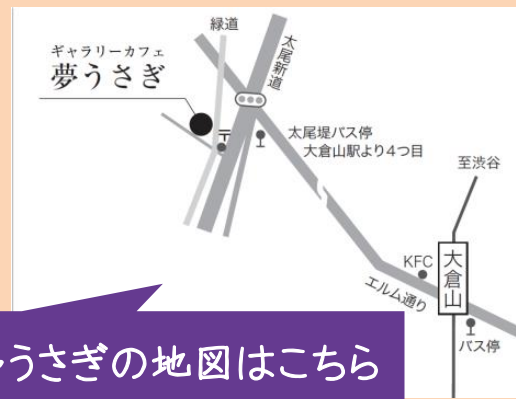 緑道
太尾新道
ギャラリーカフェ
夢うさぎ
〒
太尾堤バス停
大倉山駅より4つ目
至渋谷
KFC
大倉山
エルム通り
バス停
うさぎの地図はこちら